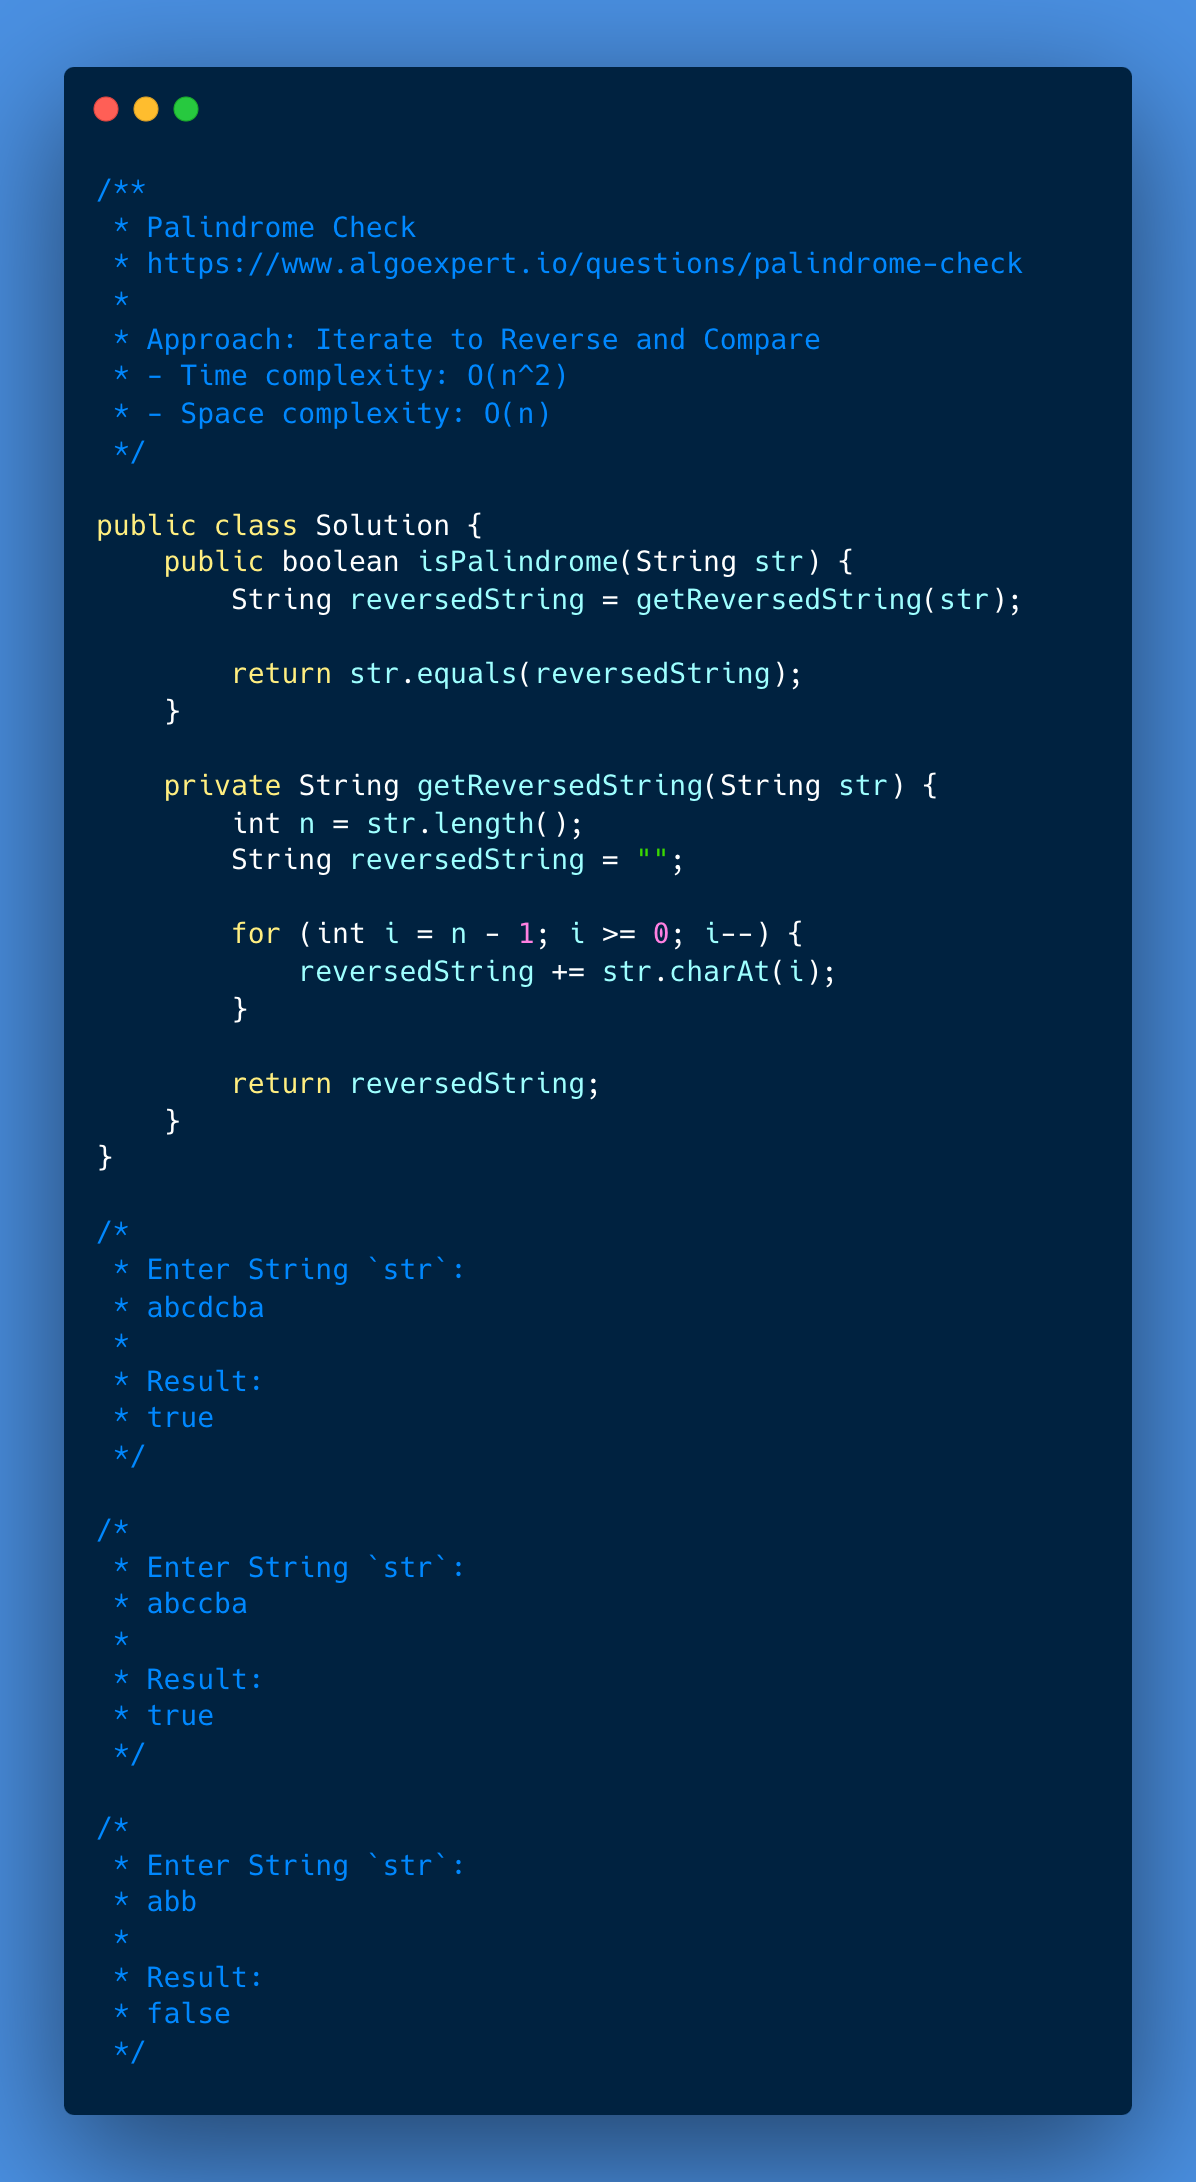 /**
 * Palindrome Check
 * https://www.algoexpert.io/questions/palindrome-check
 *
 * Approach: Iterate to Reverse and Compare
 * - Time complexity: O(n^2)
 * - Space complexity: O(n)
 */

public class Solution {
    public boolean isPalindrome(String str) {
        String reversedString = getReversedString(str);

        return str.equals(reversedString);
    }

    private String getReversedString(String str) {
        int n = str.length();
        String reversedString = "";

        for (int i = n - 1; i >= 0; i--) {
            reversedString += str.charAt(i);
        }

        return reversedString;
    }
}

/*
 * Enter String `str`:
 * abcdcba
 *
 * Result:
 * true
 */

/*
 * Enter String `str`:
 * abccba
 *
 * Result:
 * true
 */

/*
 * Enter String `str`:
 * abb
 *
 * Result:
 * false
 */